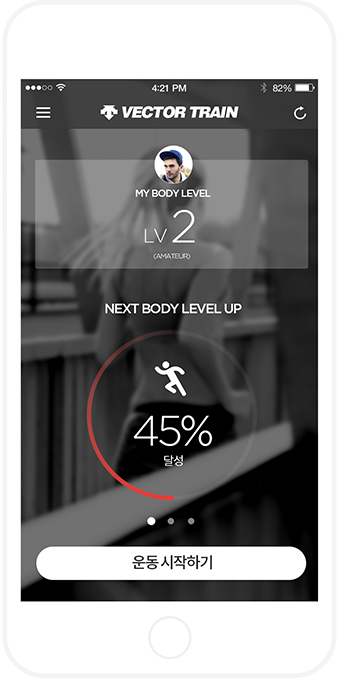 4:21 PM
82%
VECTOR TRAIN
MY BODY LEVEL
LV 2
(AMATEUR)
NEXT BODY LEVEL UP
45%
달성
운동 시작하기